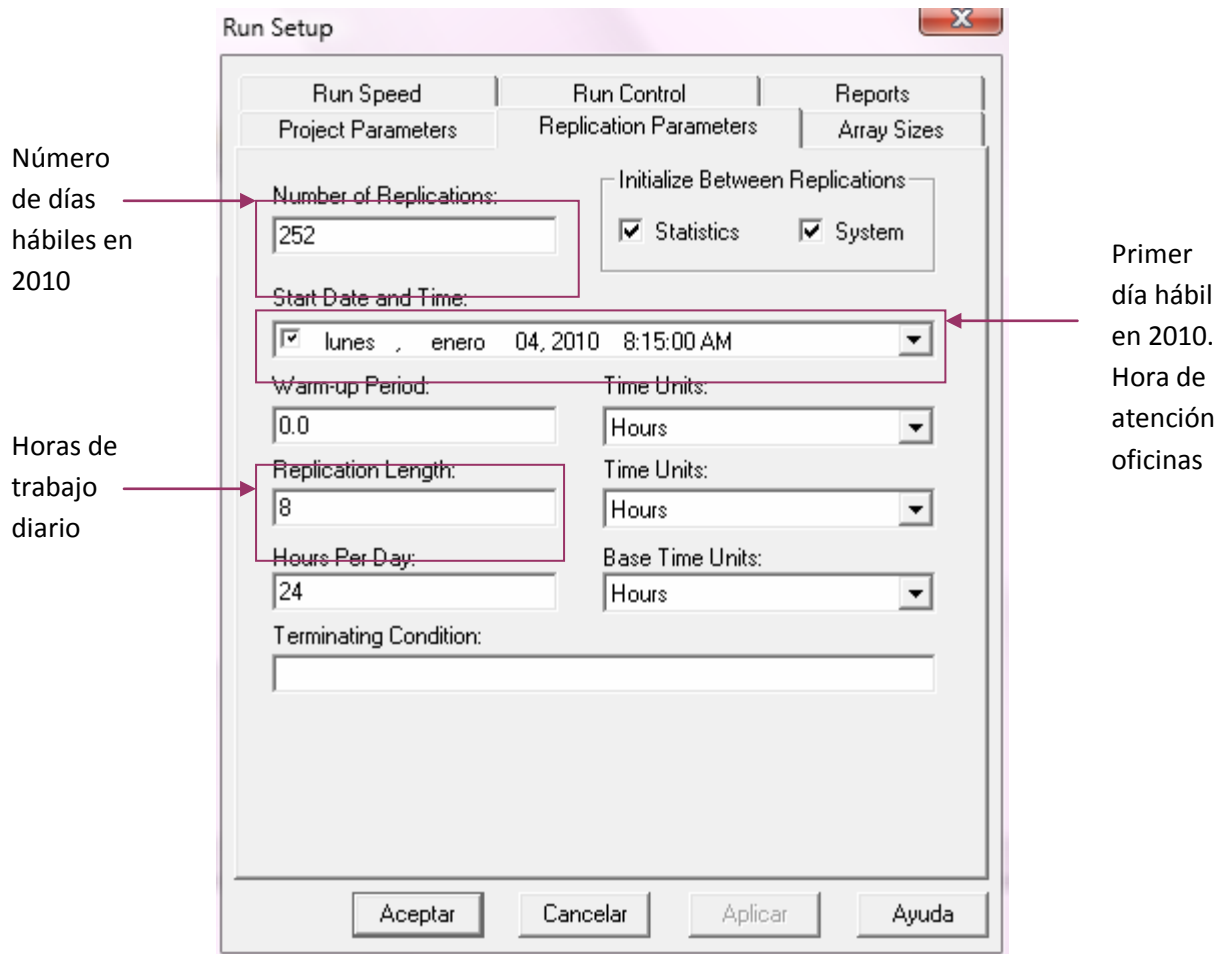 Run Setup
Run Speed
Run Control
Reports
Project Parameters
Replication Parameters
Array Sizes
Número
de días
hábiles en
2010
Number of Replications:
252
Initialize Between Replications
Statistics
System
Start Date and Time:
lunes , enero 04, 2010 8:15:00 AM
Primer
día hábil
en 2010.
Hora de
atención
oficinas
Warm-up Period:
Time Units:
0.0
Hours
Horas de
trabajo
diario
Replication Length:
Time Units:
8
Hours
Hours Per Day:
Base Time Units:
24
Hours
Terminating Condition:
Aceptar
Cancelar
Aplicar
Ayuda